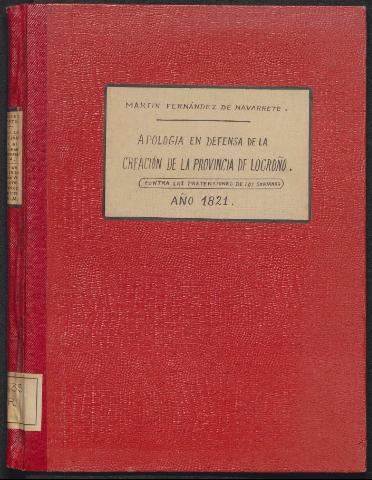 MARTIN FERNÁNDEZ DE NAVARRETE.
APOLOGIA EN DEFENSA DE LA
CREACIÓN DE LA PROVINCIA DE LOGROÑO.
(CONTRA LAS PRETENSIONES DE LOS SORIANOS)
AÑO 1821.